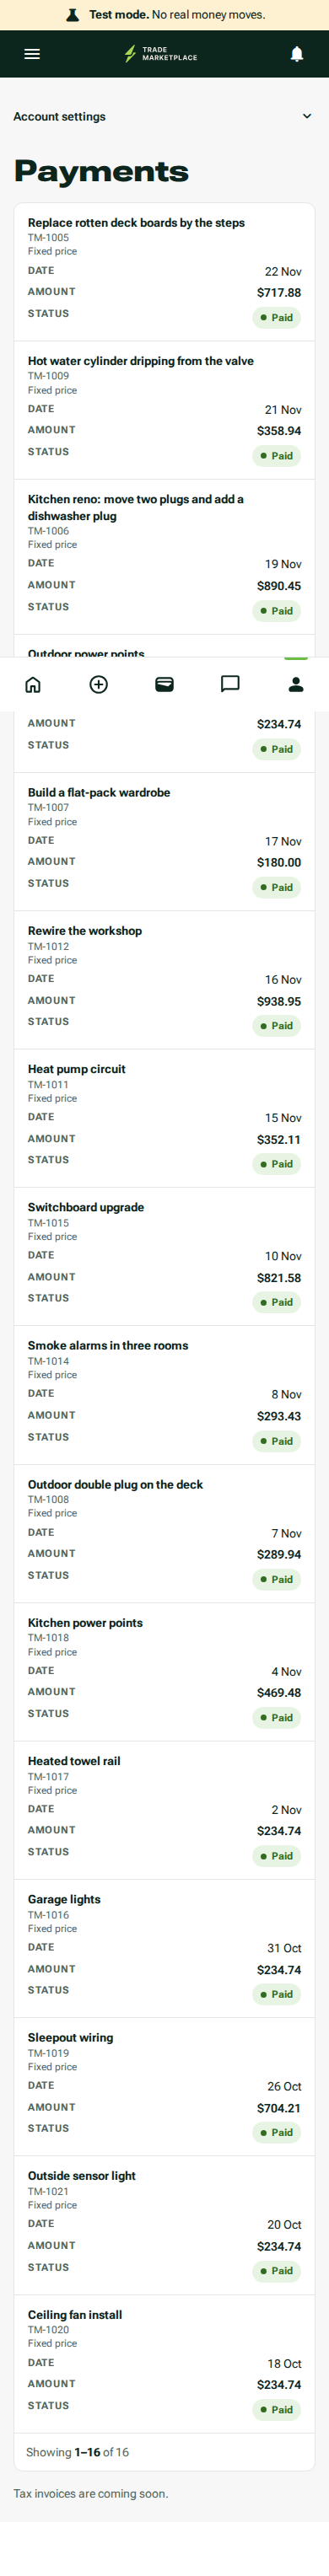 Test mode. No real money moves.
TRADE
MARKETPLACE
Account settings
Payments
Replace rotten deck boards by the steps
TM-1005
Fixed price
DATE 22 Nov
AMOUNT $717.88
STATUS Paid
Hot water cylinder dripping from the valve
TM-1009
Fixed price
DATE 21 Nov
AMOUNT $358.94
STATUS Paid
Kitchen reno: move two plugs and add a
dishwasher plug
TM-1006
Fixed price
DATE 19 Nov
AMOUNT $890.45
STATUS Paid
Outdoor power points
AMOUNT $234.74
STATUS Paid
Build a flat-pack wardrobe
TM-1007
Fixed price
DATE 17 Nov
AMOUNT $180.00
STATUS Paid
Rewire the workshop
TM-1012
Fixed price
DATE 16 Nov
AMOUNT $938.95
STATUS Paid
Heat pump circuit
TM-1011
Fixed price
DATE 15 Nov
AMOUNT $352.11
STATUS Paid
Switchboard upgrade
TM-1015
Fixed price
DATE 10 Nov
AMOUNT $821.58
STATUS Paid
Smoke alarms in three rooms
TM-1014
Fixed price
DATE 8 Nov
AMOUNT $293.43
STATUS Paid
Outdoor double plug on the deck
TM-1008
Fixed price
DATE 7 Nov
AMOUNT $289.94
STATUS Paid
Kitchen power points
TM-1018
Fixed price
DATE 4 Nov
AMOUNT $469.48
STATUS Paid
Heated towel rail
TM-1017
Fixed price
DATE 2 Nov
AMOUNT $234.74
STATUS Paid
Garage lights
TM-1016
Fixed price
DATE 31 Oct
AMOUNT $234.74
STATUS Paid
Sleepout wiring
TM-1019
Fixed price
DATE 26 Oct
AMOUNT $704.21
STATUS Paid
Outside sensor light
TM-1021
Fixed price
DATE 20 Oct
AMOUNT $234.74
STATUS Paid
Ceiling fan install
TM-1020
Fixed price
DATE 18 Oct
AMOUNT $234.74
STATUS Paid
Showing 1–16 of 16
Tax invoices are coming soon.